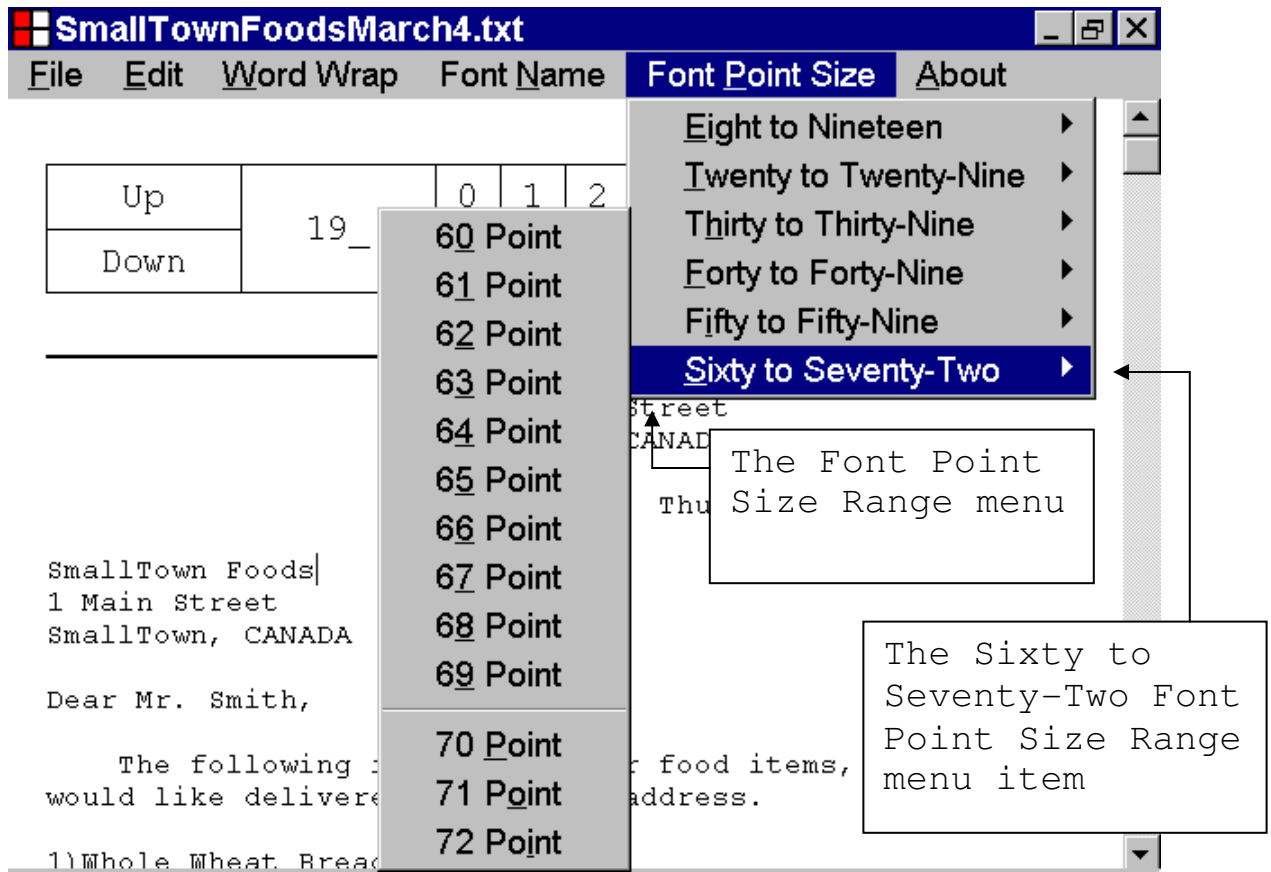 SmallTownFoodsMarch4.txt
File Edit Word Wrap Font Name Font Point Size About
Eight to Nineteen
Twenty to Twenty-Nine
Thirty to Thirty-Nine
Forty to Forty-Nine
Fifty to Fifty-Nine
Sixty to Seventy-Two
Up
Down
19_
0 1 2
60 Point
61 Point
62 Point
63 Point
64 Point
65 Point
66 Point
67 Point
68 Point
69 Point
70 Point
71 Point
72 Point
Street
The Font Point
Size Range menu
The Sixty to
Seventy-Two Font
Point Size Range
menu item
SmallTown Foods
1 Main Street
SmallTown, CANADA
Dear Mr. Smith,
The following food items,
would like address.
1)Whole Wheat